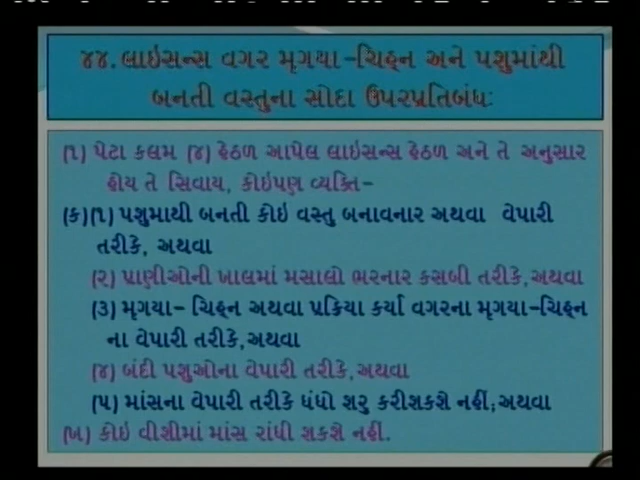 ૪૪.લાઇસન્સ વગર મૃગયા-ચિહ્ન અને પશુમાંથી
બનતી વસ્તુના સોદા ઉપરપ્રતિબંધઃ
(૧) પેટા કલમ (૪) હેઠળ આપેલ લાઇસન્સ હેઠળ અને તે અનુસાર
હોય તે સિવાય, કોઇપણ વ્યક્તિ-
(ક)(૧) પશુમાથી બનતી કોઇ વસ્તુ બનાવનાર અથવા વેપારી
તરીકે, અથવા
(૨) પ્રાણીઓની ખાલમાં મસાલો ભરનાર કસબી તરીકે,અથવા
(૩) મૃગયા- ચિહ્ન અથવા પ્રક્રિયા કર્યા વગરના મૃગયા-ચિહ્ન
ના વેપારી તરીકે,અથવા
(૪) બંદી પશુઓના વેપારી તરીકે,અથવા
(૫) માંસના વેપારી તરીકે ધંધો શરુ કરીશકશે નહીં;અથવા
(ખ) કોઇ વીશીમાં માંસ રાંધી શકશે નહીં.